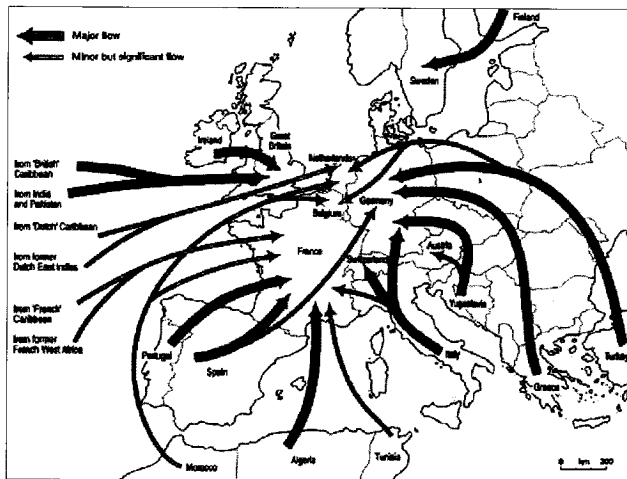 Major flow
Minor but significant flow
Finland
Sweden
Ireland
Great
Britain
Netherlands
from 'British'
Caribbean
from India
and Pakistan
from 'Dutch' Caribbean
Belgium
Germany
from former
Dutch East Indies
France
Switzerland
Austria
from 'French'
Caribbean
Yugoslavia
from former
French West Africa
Portugal
Spain
Italy
Turkey
Greece
Morocco
Algeria
Tunisia
0 km 300